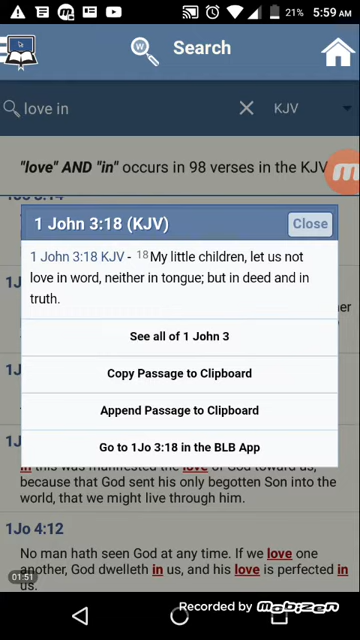 21% 5:59 AM
W Search
love in KJV
"love" AND "in" occurs in 98 verses in the KJV
1 John 3:18 (KJV) Close
1 John 3:18 KJV - 18 My little children, let us not
love in word, neither in tongue; but in deed and in
truth.
See all of 1 John 3
Copy Passage to Clipboard
Append Passage to Clipboard
Go to 1Jo 3:18 in the BLB App
in this was manifested the love of God toward us,
because that God sent his only begotten Son into the
world, that we might live through him.
1Jo 4:12
No man hath seen God at any time. If we love one
another, God dwelleth in us, and his love is perfected in
us.
01:51
Recorded by Mobizen